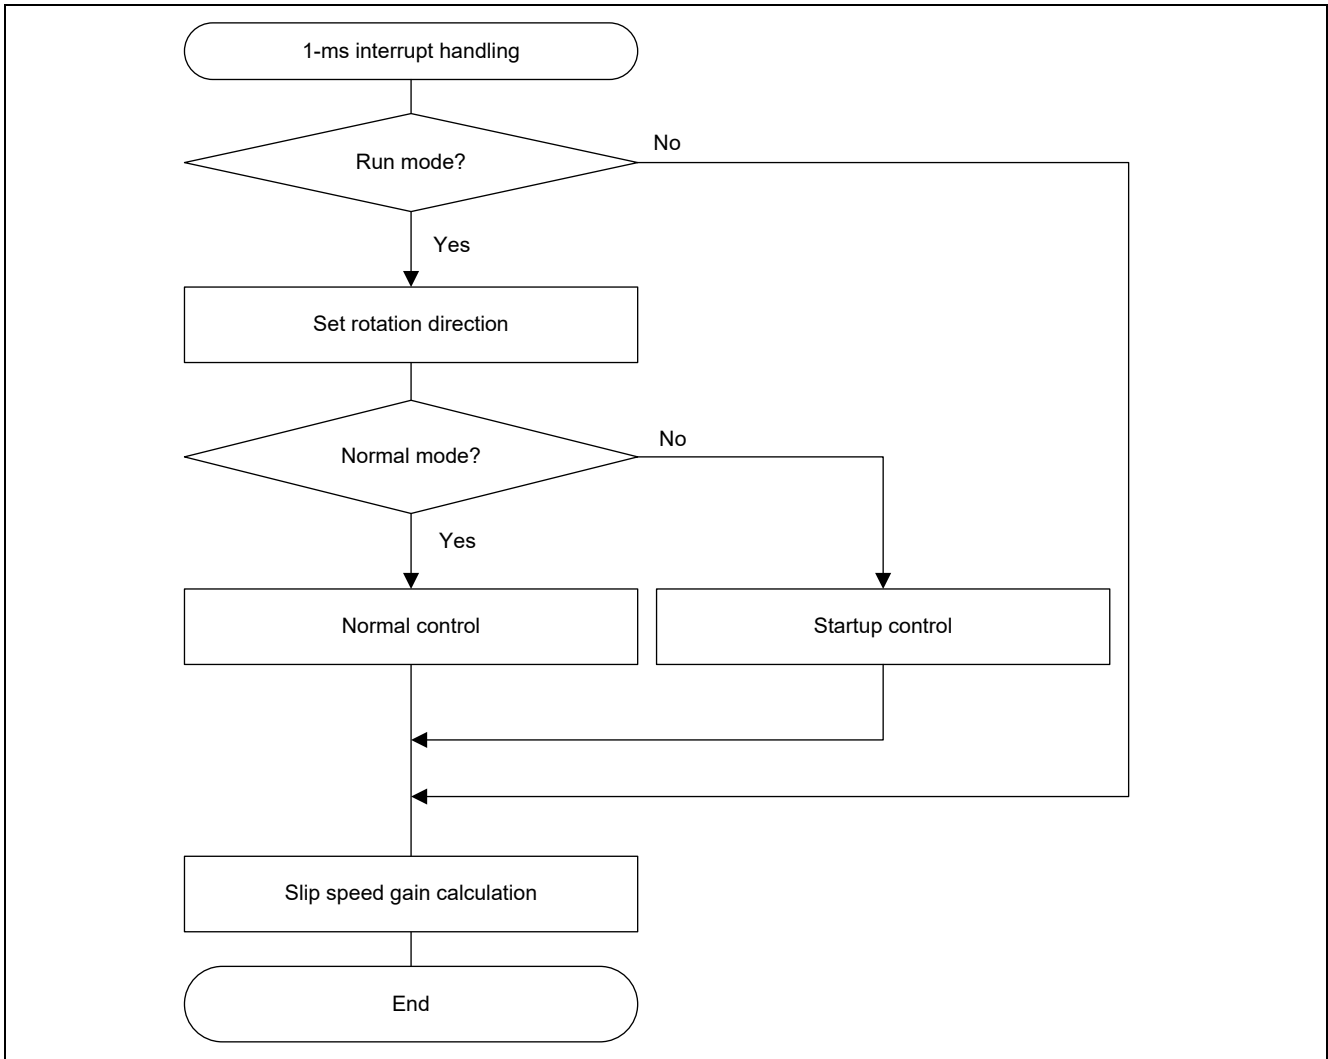 1-ms interrupt handling
No
Run mode?
Yes
Set rotation direction
No
Normal mode?
Yes
Normal control
Startup control
Slip speed gain calculation
End